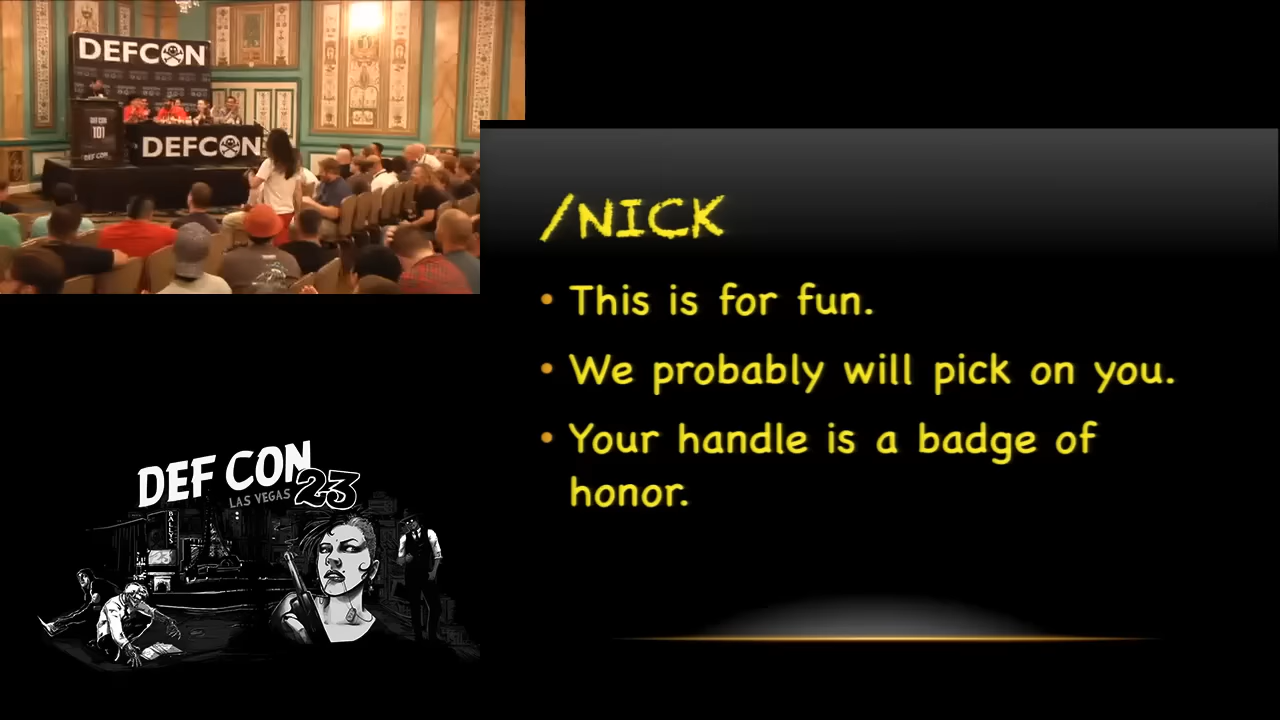 DEFCON
DEF CON
101
DEF CON
DEFCON
/NICK
• This is for fun.
• We probably will pick on you.
• Your handle is a badge of
honor.
DEF CON 23
LAS VEGAS
BALLYS
23